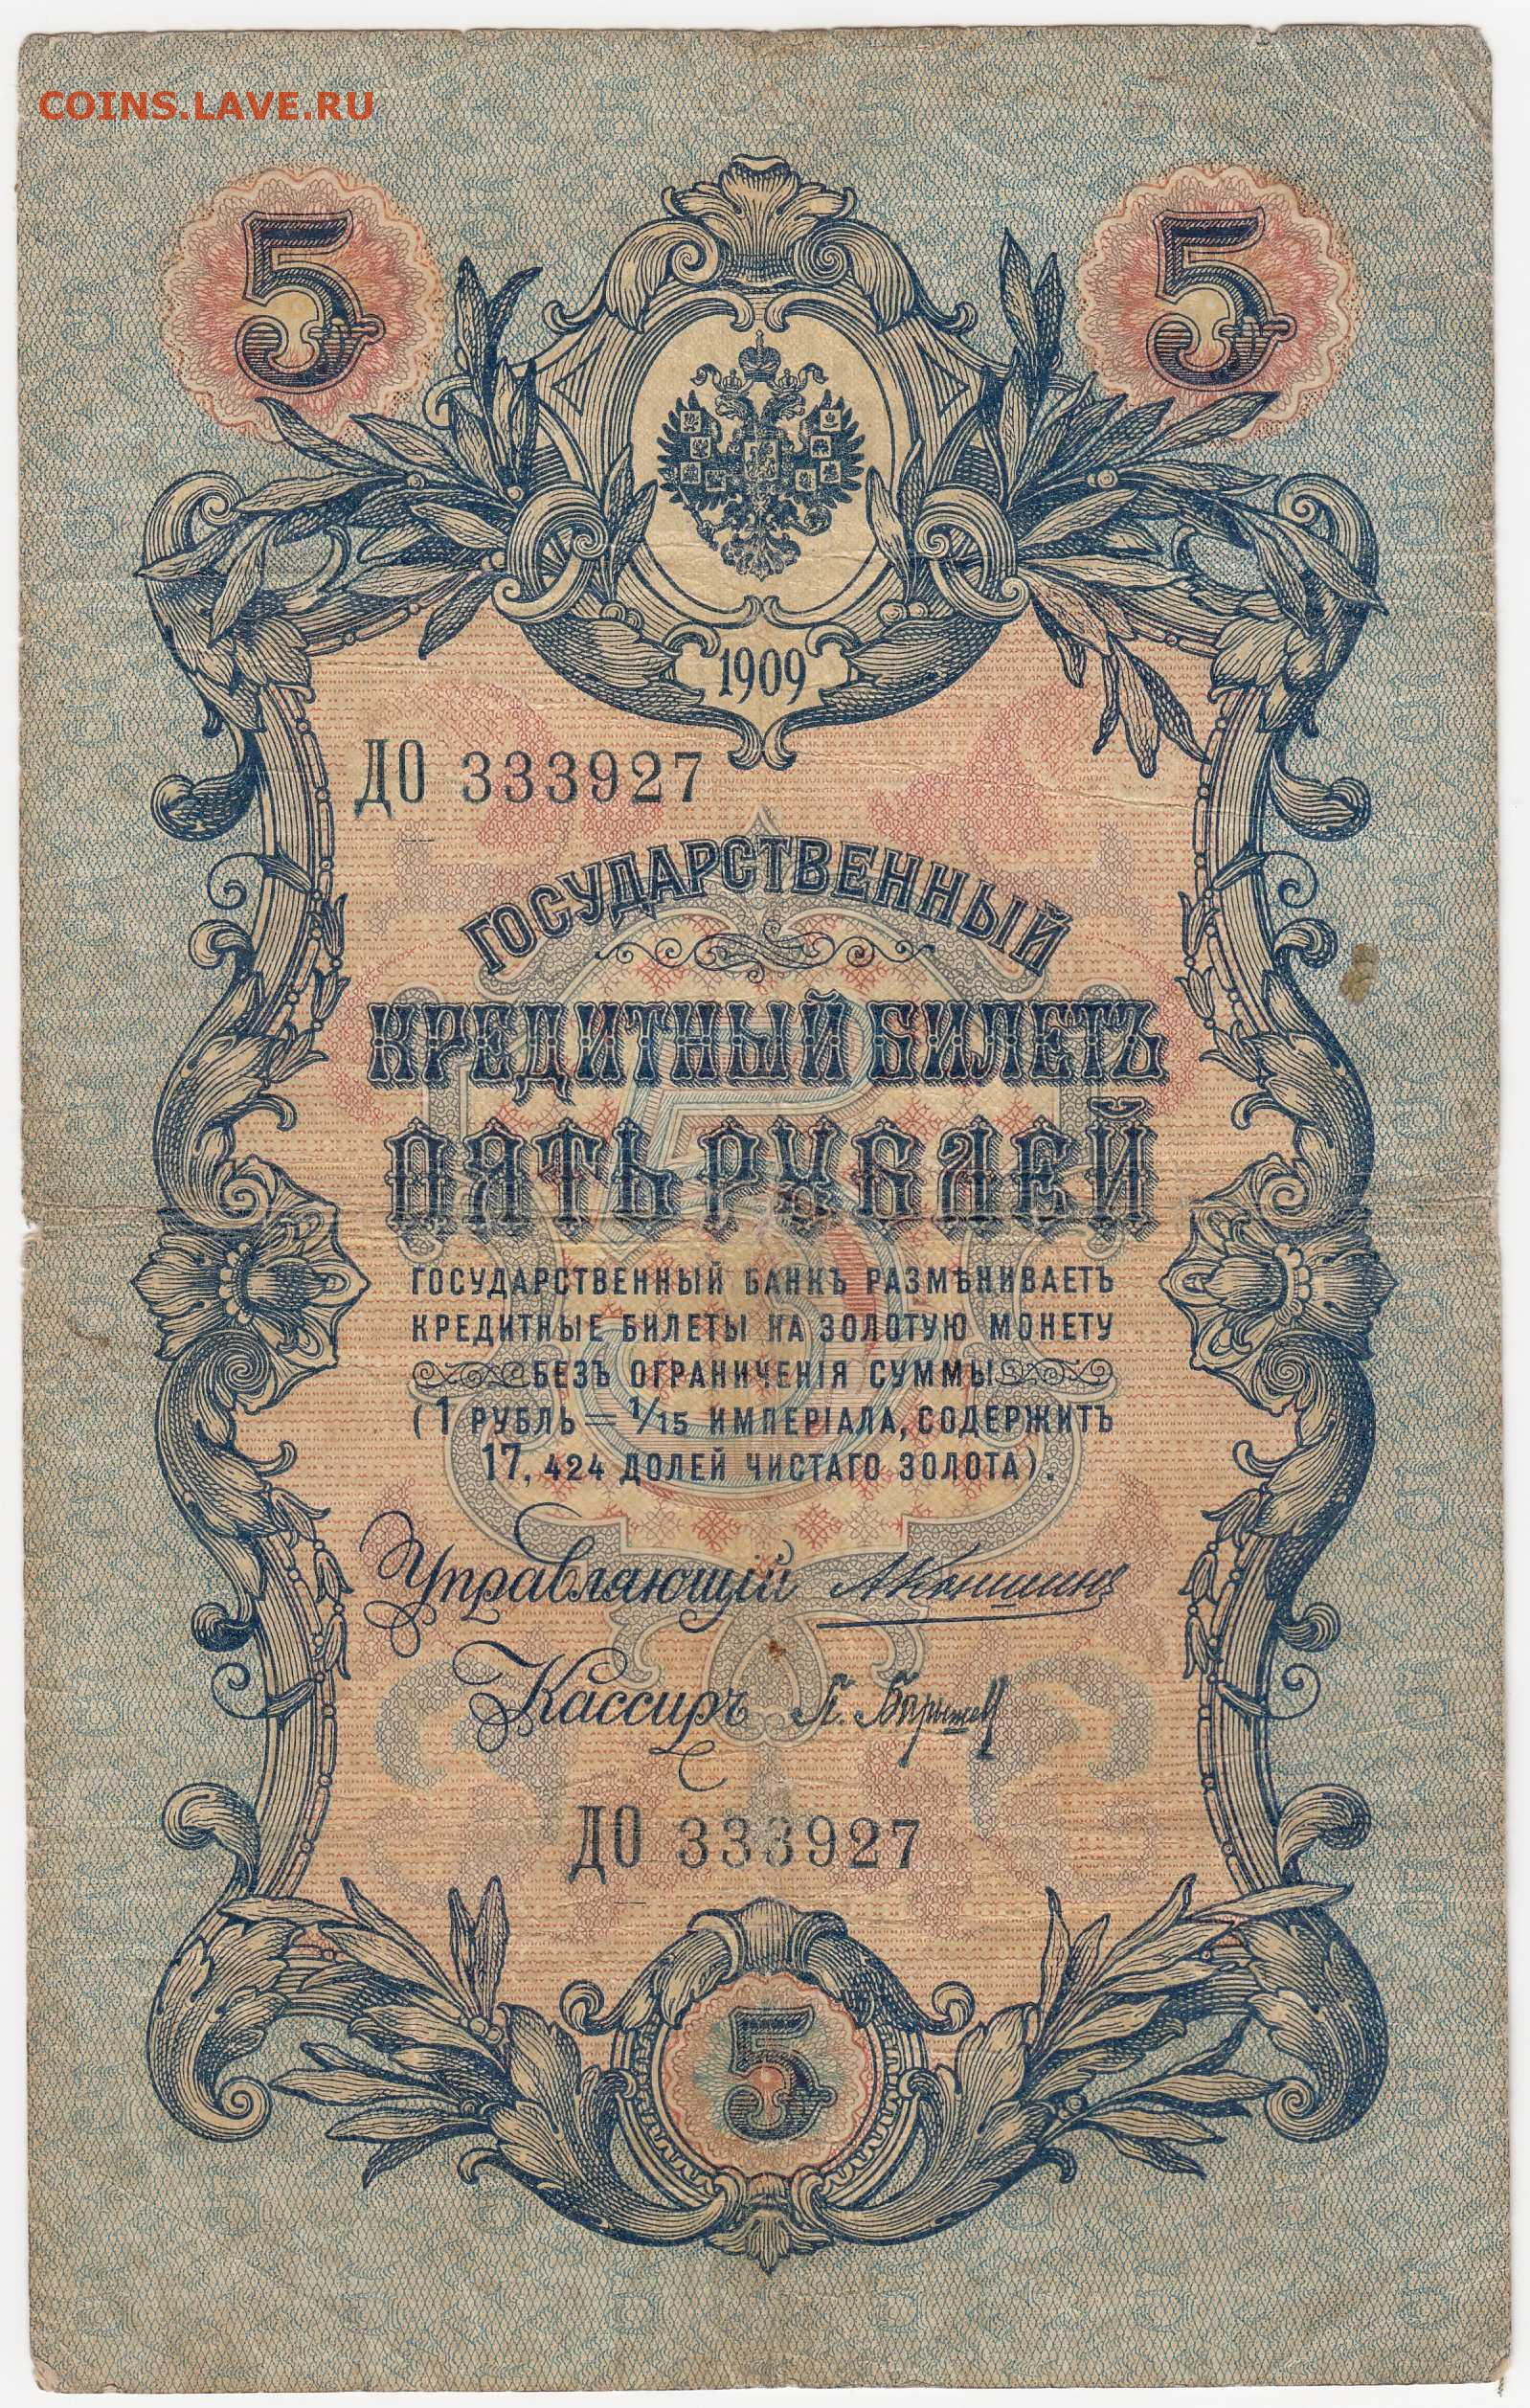 COINS.LAVE.RU
5 5
1909
ДО 333927
ГОСУДАРСТВЕННЫЙ
КРЕДИТНЫЙ БИЛЕТЪ
ПЯТЬ РУБЛЕЙ
ГОСУДАРСТВЕННЫЙ БАНКЪ РАЗМѢНИВАЕТЪ
КРЕДИТНЫЕ БИЛЕТЫ НА ЗОЛОТУЮ МОНЕТУ
БЕЗЪ ОГРАНИЧЕНІЯ СУММЫ
(1 РУБЛЬ = 1/15 ИМПЕРІАЛА, СОДЕРЖИТЪ
17, 424 ДОЛЕЙ ЧИСТАГО ЗОЛОТА).
Управляющій АКоншинъ
Кассиръ П. Барышев
ДО 333927
5